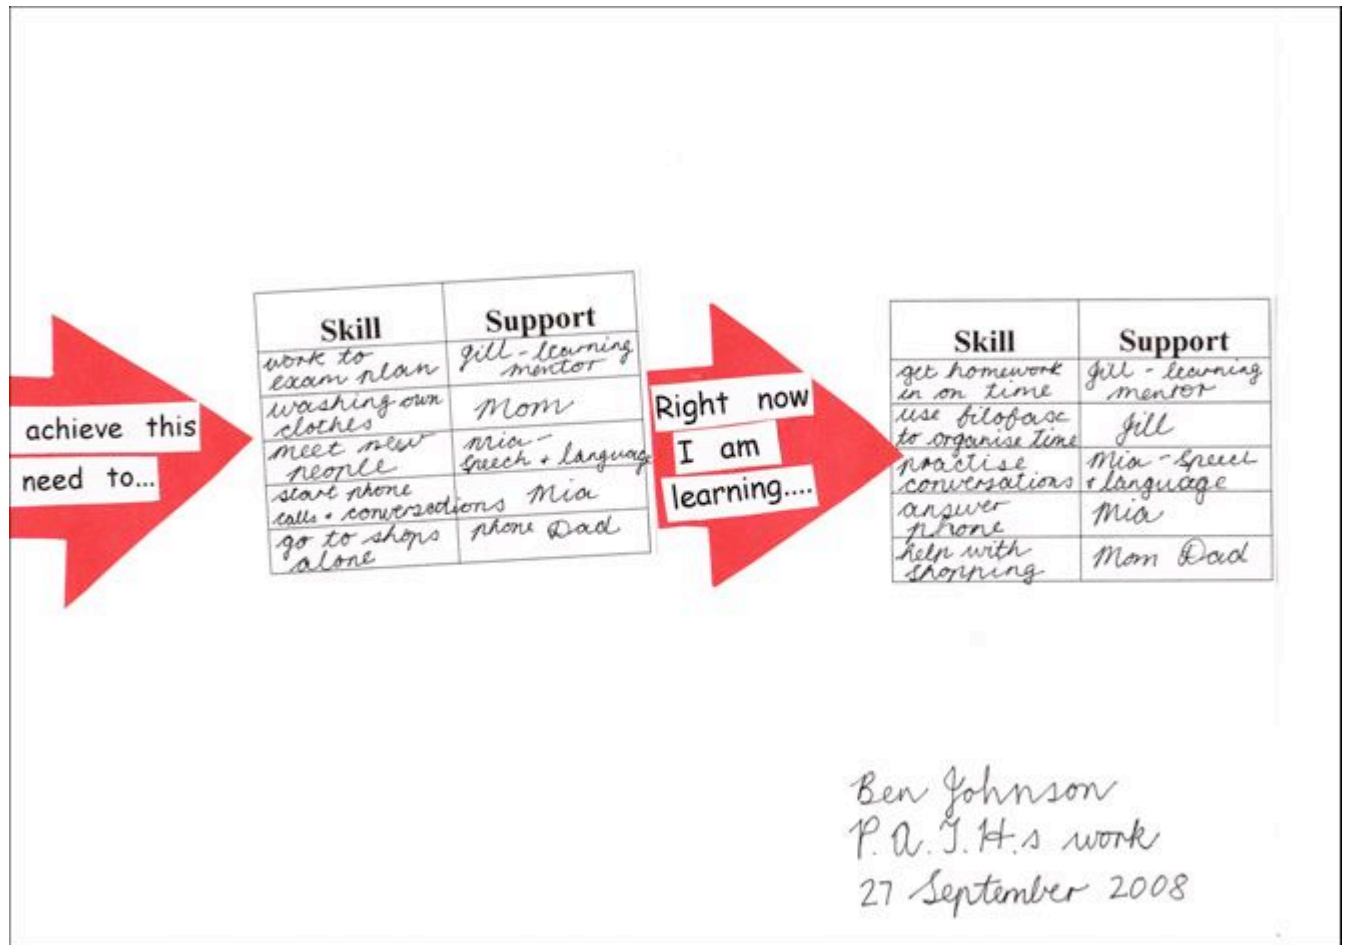 achieve this
need to...
Skill Support
work to
exam plan
Gill - learning
mentor
washing own
clothes
Mom
meet new
people
Mia -
speech + language
start phone
calls + conversations
Mia
go to shops
alone
phone Dad
Right now
I am
learning....
Skill Support
get homework
in on time
Gill - learning
mentor
use filofax
to organise time
Gill
practise
conversations
Mia - speech
+ language
answer
phone
Mia
help with
shopping
Mom Dad
Ben Johnson
P.A.T.H.s work
27 September 2008